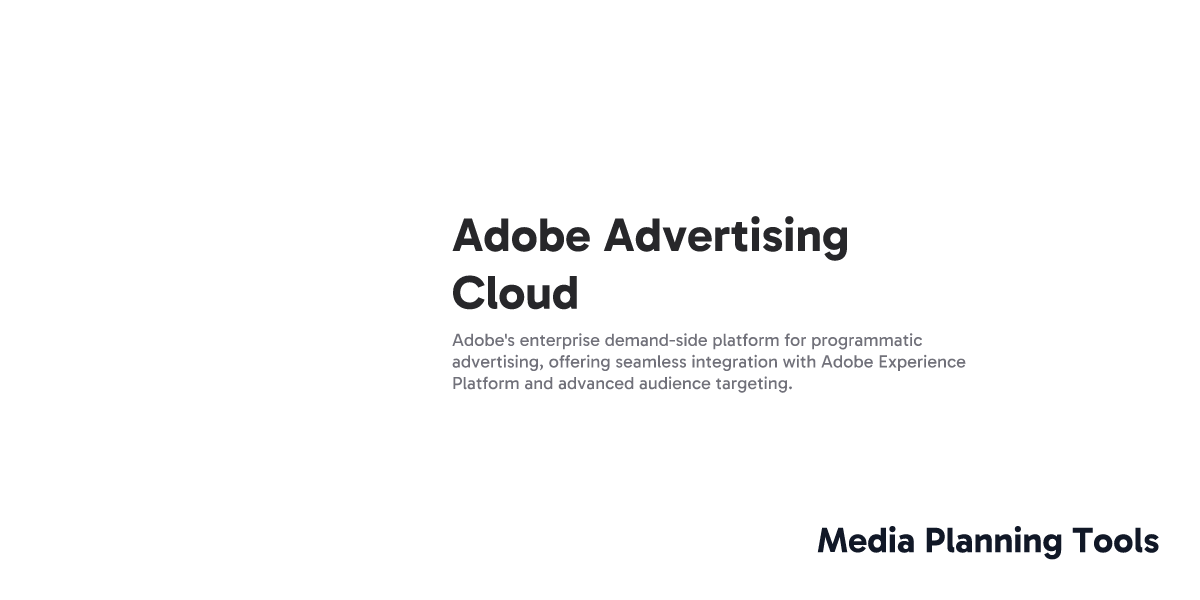 Adobe Advertising
Cloud
Adobe's enterprise demand-side platform for programmatic
advertising, offering seamless integration with Adobe Experience
Platform and advanced audience targeting.
Media Planning Tools